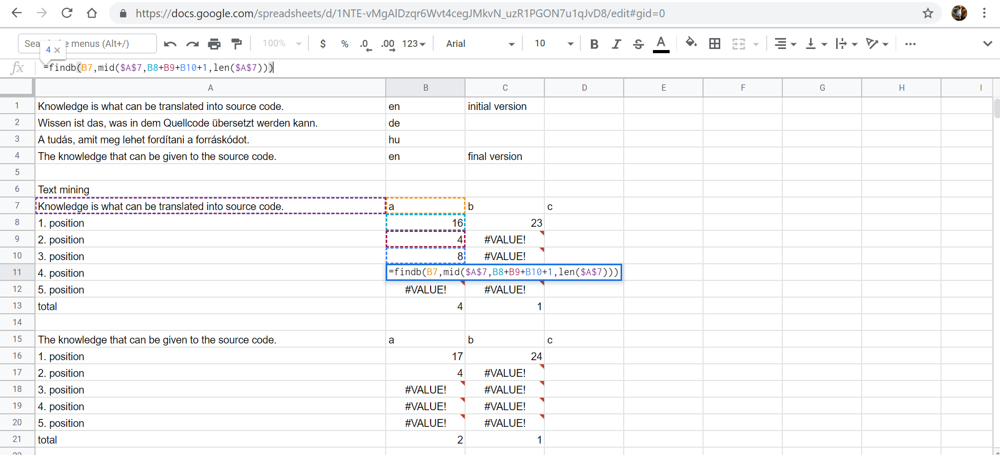 https://docs.google.com/spreadsheets/d/1NTE-vMgAlDzqr6Wvt4cegJMkvN_uzR1PGON7u1qJvD8/edit#gid=0
Sea e menus (Alt+/) 100% $ % .0 .00 123 Arial 10 B I S A
4 ×
fx =findb(B7,mid($A$7,B8+B9+B10+1,len($A$7)))
A B C D E F G H I
1 Knowledge is what can be translated into source code. en initial version
2 Wissen ist das, was in dem Quellcode übersetzt werden kann. de
3 A tudás, amit meg lehet fordítani a forráskódot. hu
4 The knowledge that can be given to the source code. en final version
5
6 Text mining
7 Knowledge is what can be translated into source code. a b c
8 1. position 16 23
9 2. position 4 #VALUE!
10 3. position 8 #VALUE!
11 4. position =findb(B7,mid($A$7,B8+B9+B10+1,len($A$7)))
12 5. position #VALUE! #VALUE!
13 total 4 1
14
15 The knowledge that can be given to the source code. a b c
16 1. position 17 24
17 2. position 4 #VALUE!
18 3. position #VALUE! #VALUE!
19 4. position #VALUE! #VALUE!
20 5. position #VALUE! #VALUE!
21 total 2 1